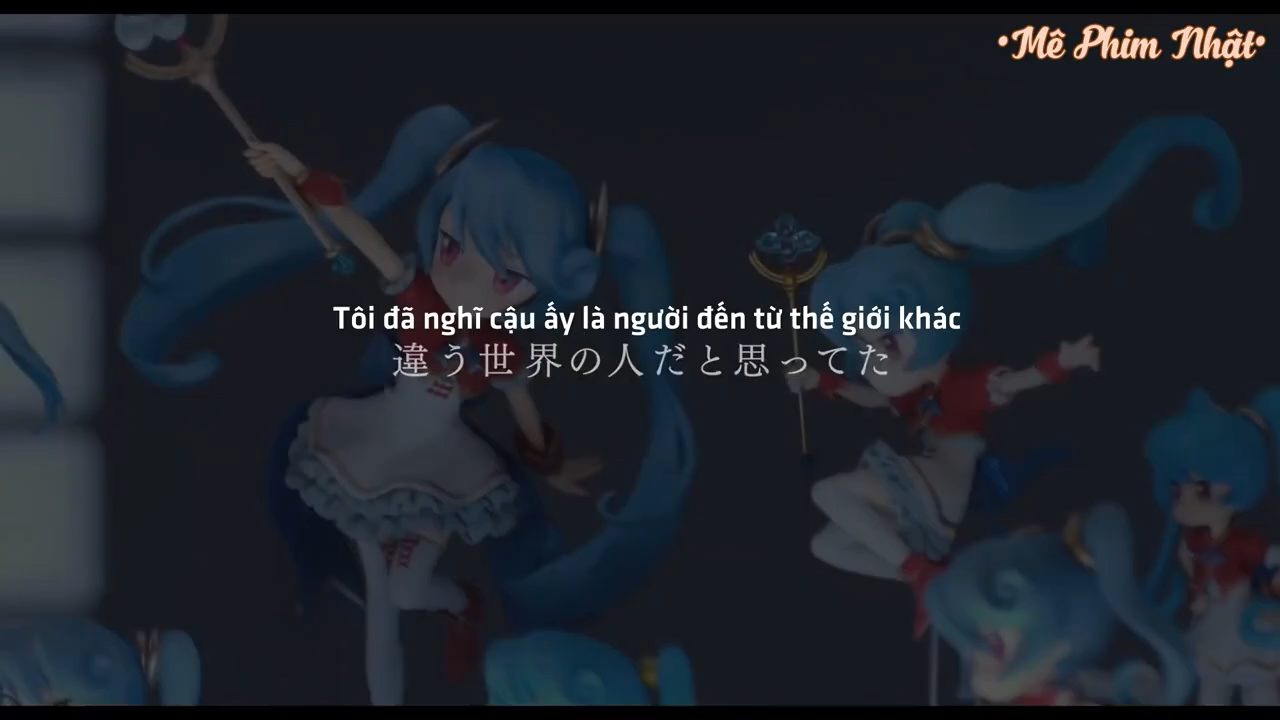 •Mê Phim Nhật•
Tôi đã nghĩ cậu ấy là người đến từ thế giới khác
違う世界の人だと思ってた